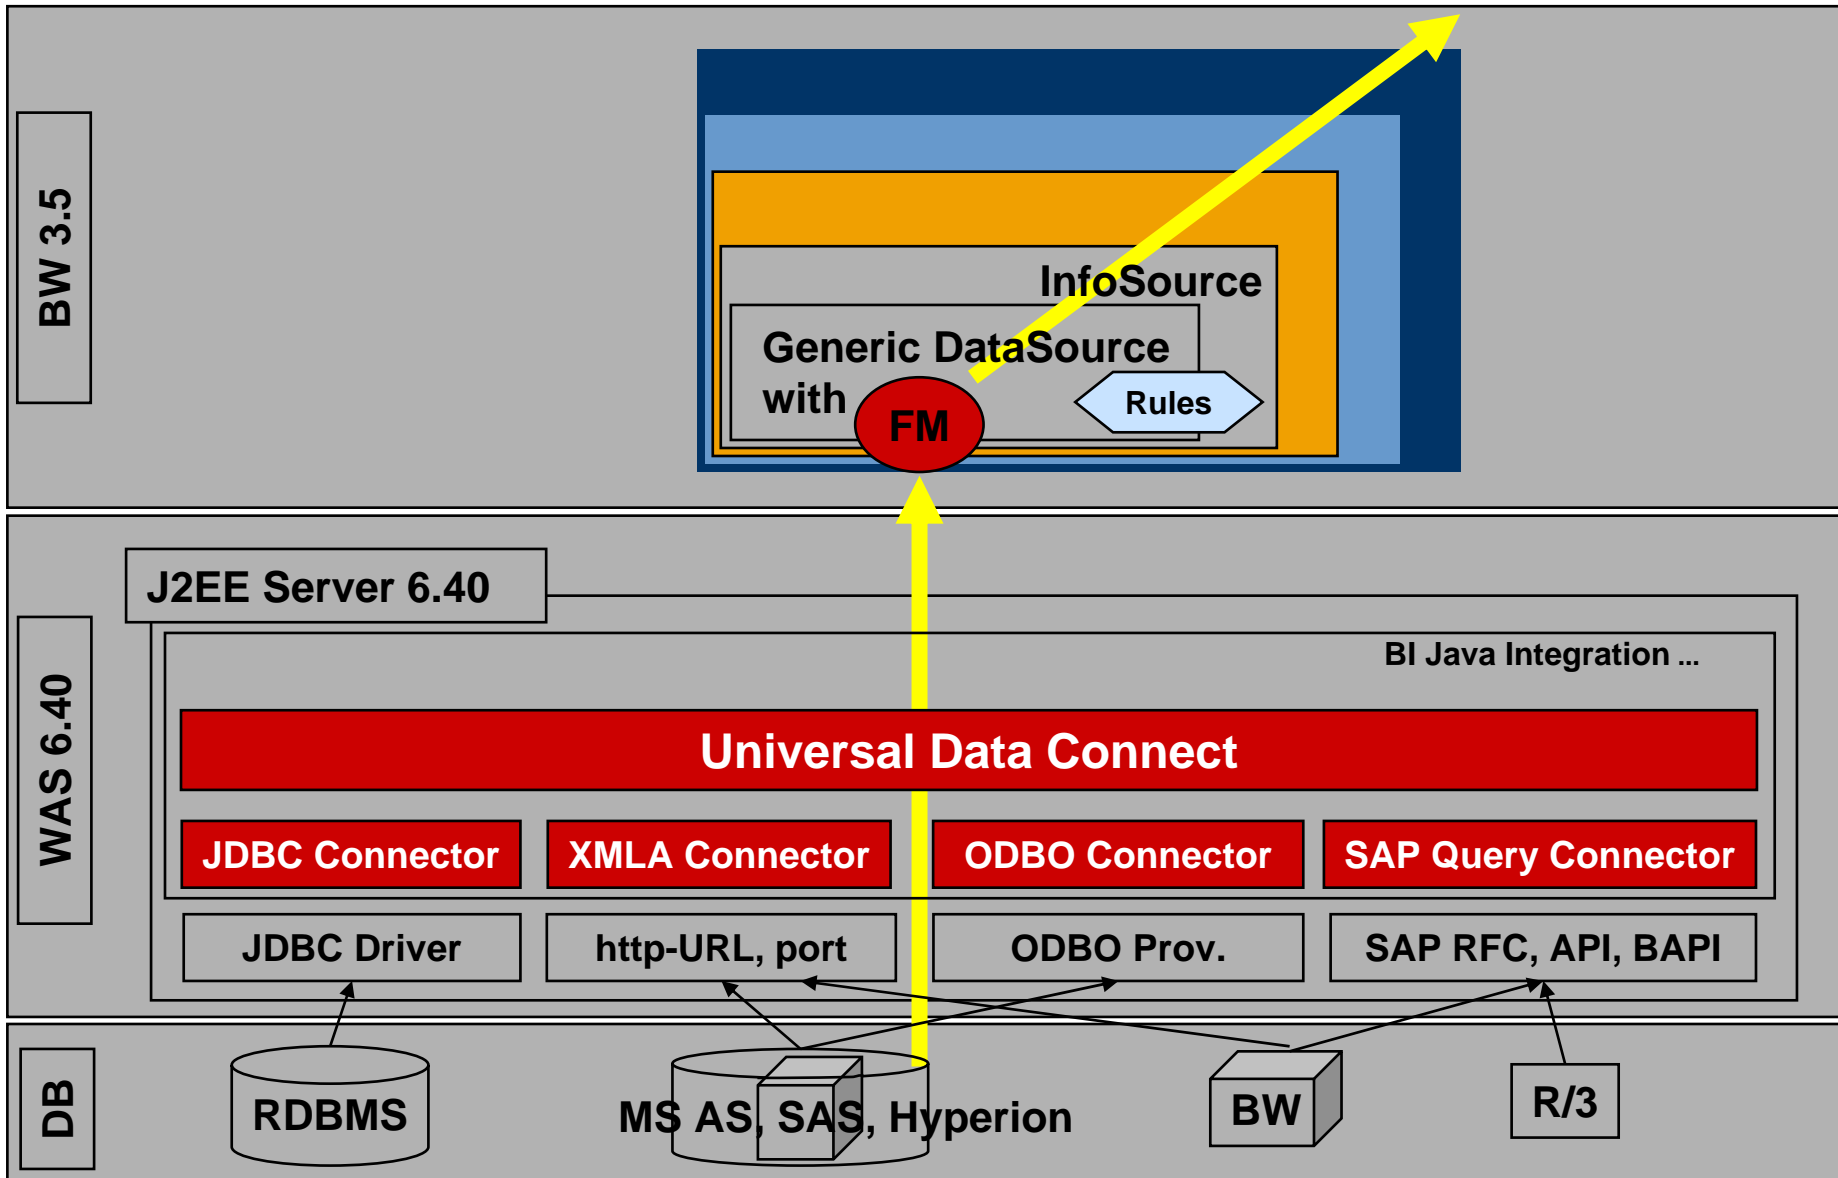 BW 3.5
InfoSource
Generic DataSource
with
FM
Rules
WAS 6.40
J2EE Server 6.40
BI Java Integration ...
Universal Data Connect
JDBC Connector
XMLA Connector
ODBO Connector
SAP Query Connector
JDBC Driver
http-URL, port
ODBO Prov.
SAP RFC, API, BAPI
DB
RDBMS
MS AS, SAS, Hyperion
BW
R/3